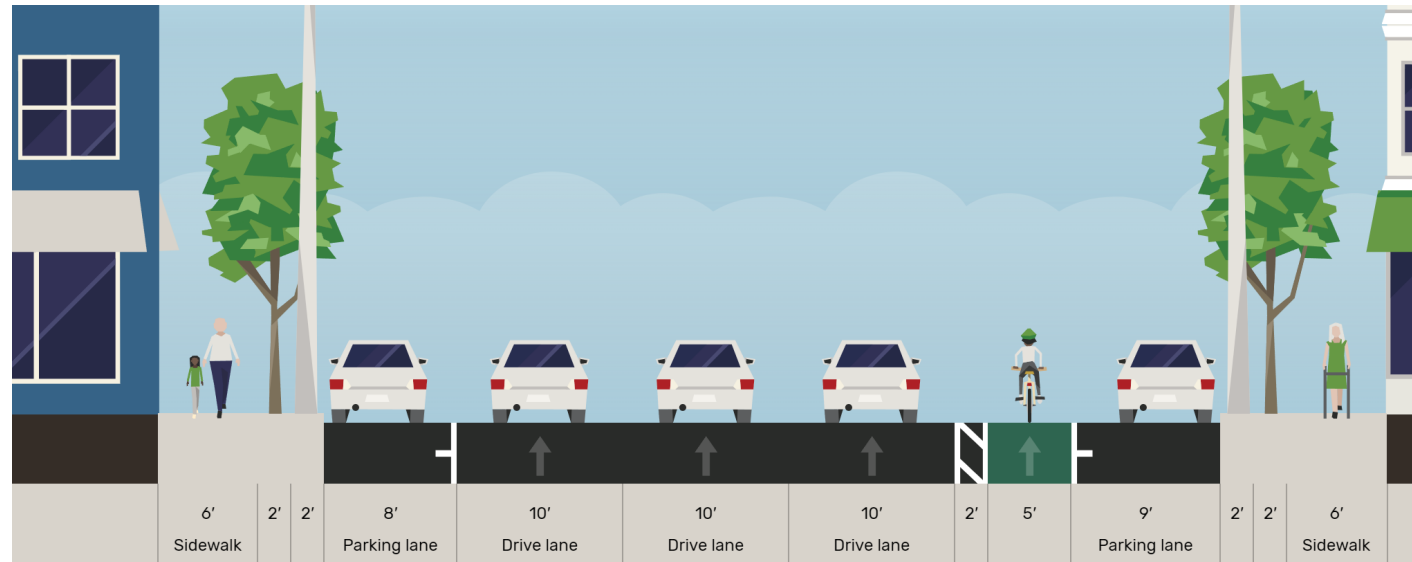 6′ 2′ 2′ 8′ 10′ 10′ 10′ 2′ 5′ 9′ 2′ 2′ 6′
Sidewalk Parking lane Drive lane Drive lane Drive lane Parking lane Sidewalk